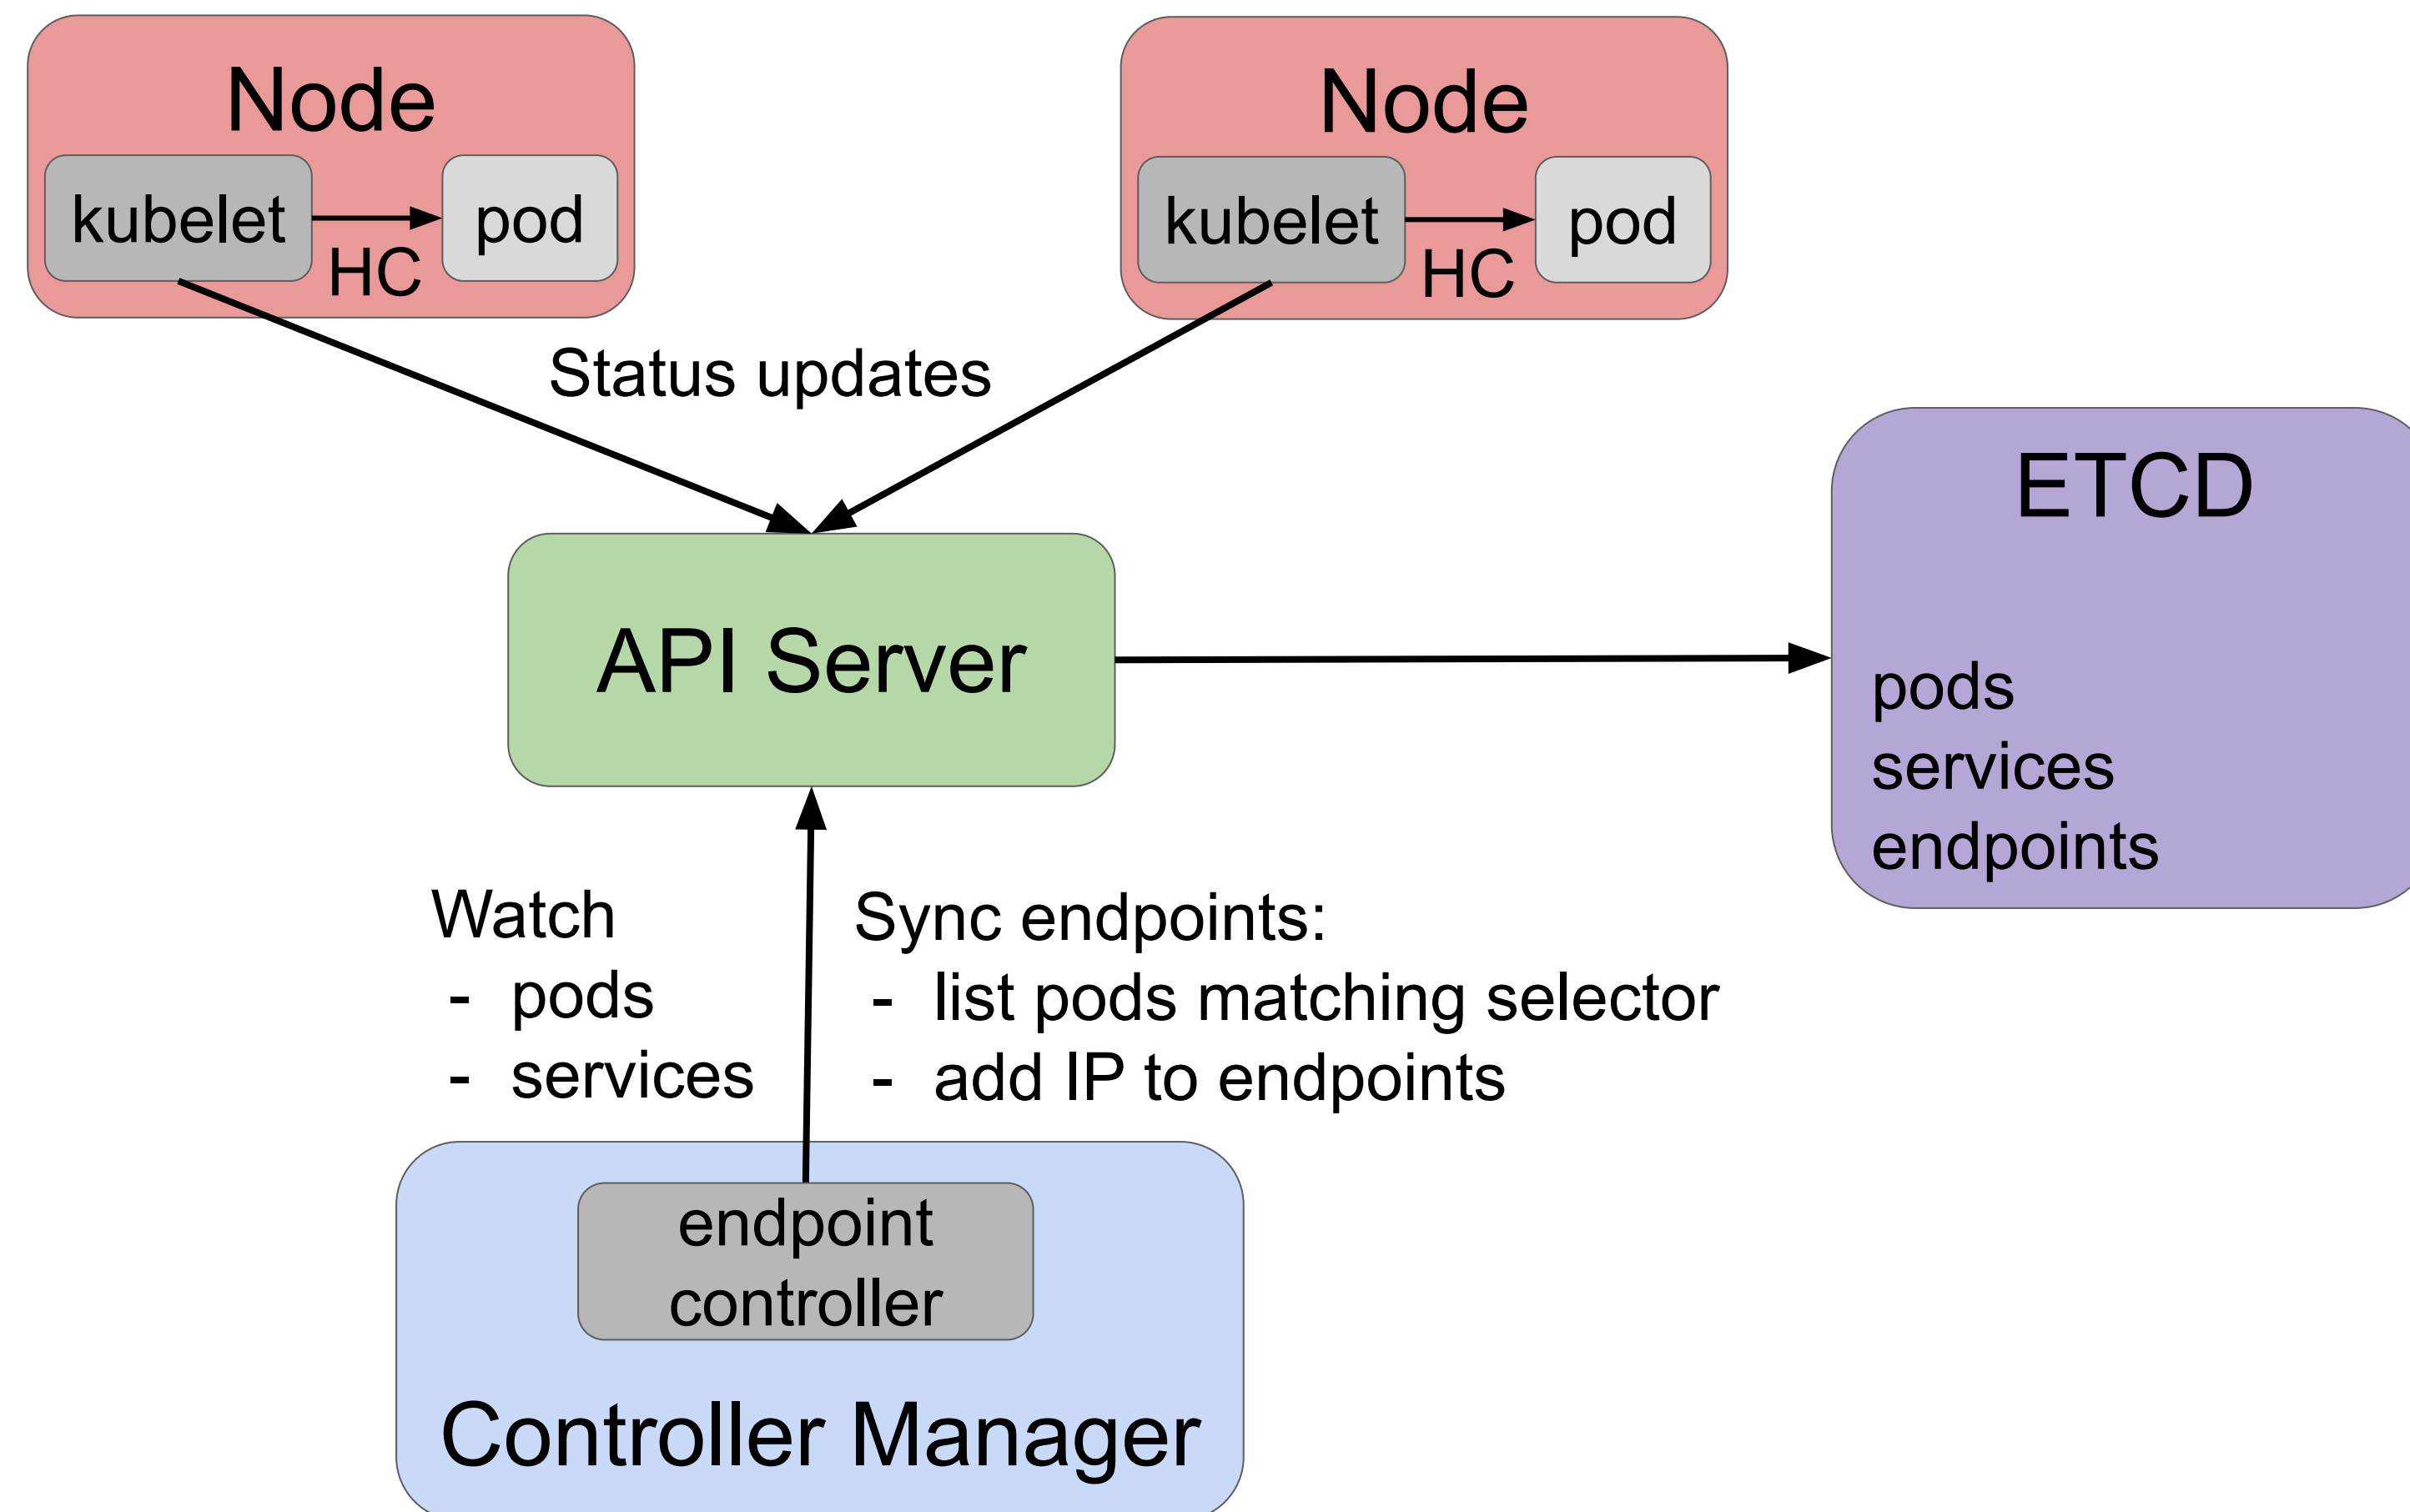 Node
kubelet
HC
pod
Node
kubelet
HC
pod
Status updates
API Server
ETCD
pods
services
endpoints
Watch
- pods
- services
Sync endpoints:
- list pods matching selector
- add IP to endpoints
endpoint
controller
Controller Manager